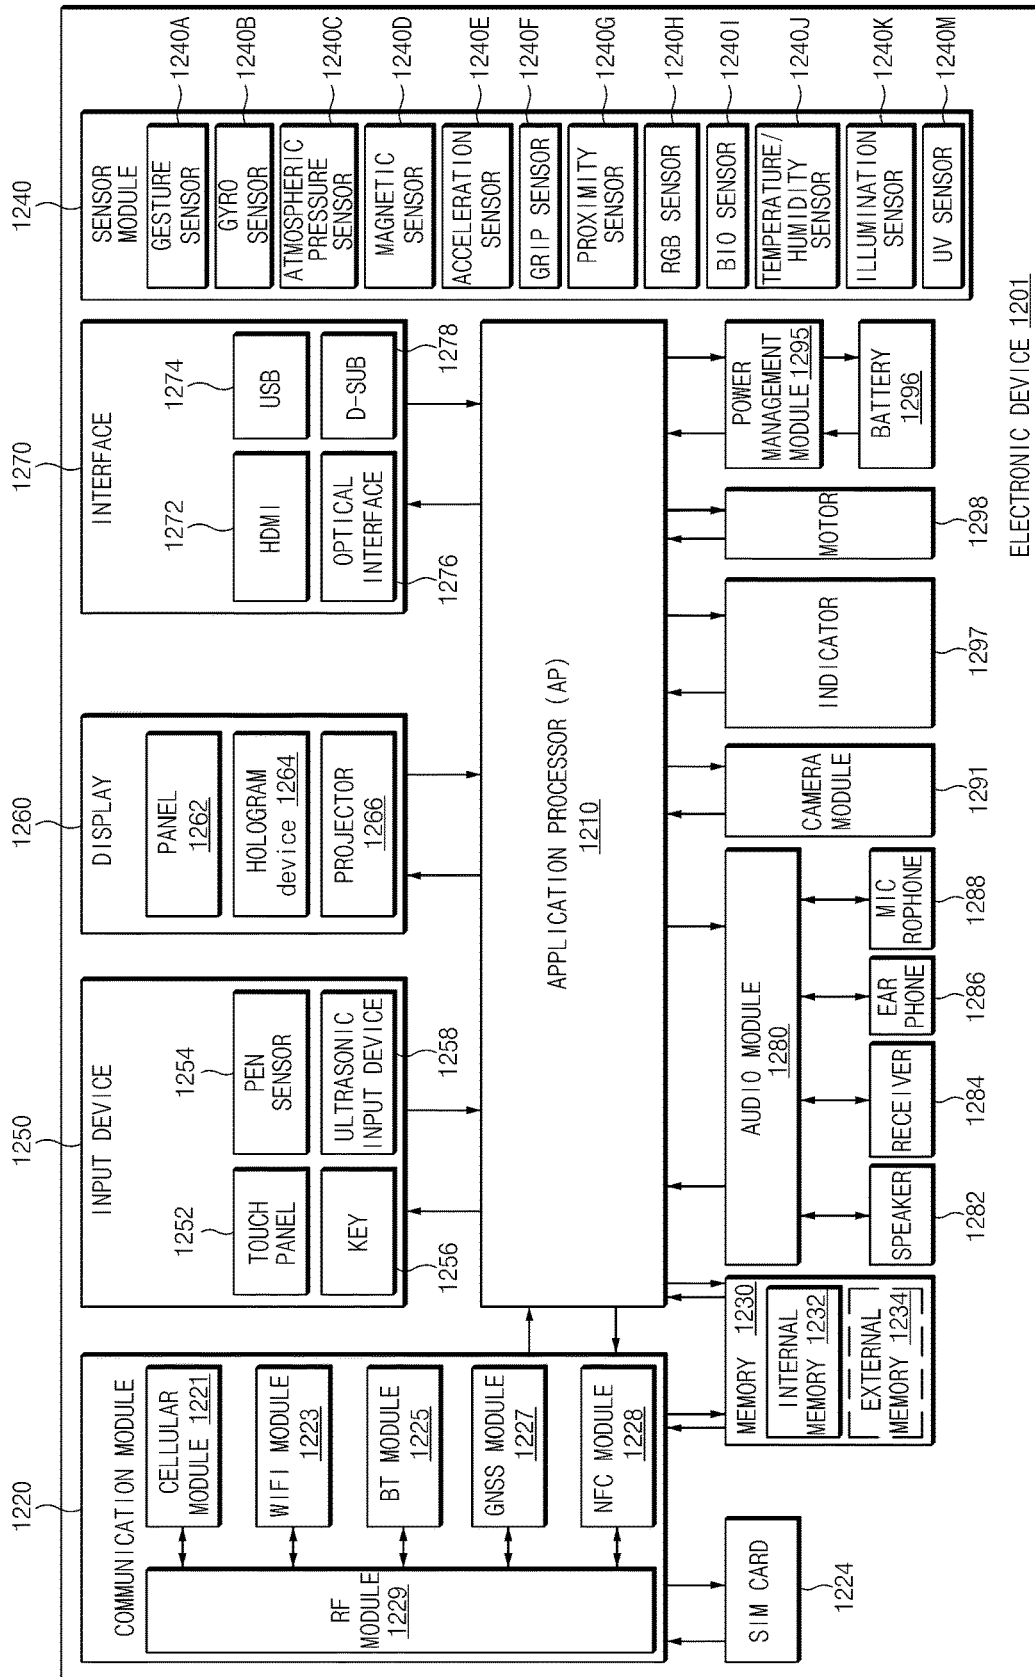 1220
COMMUNICATION MODULE
CELLULAR
MODULE 1221
WIFI MODULE
1223
BT MODULE
1225
GNSS MODULE
1227
NFC MODULE
1228
RF
MODULE
1229
SIM CARD
1224
1250
INPUT DEVICE
1252
TOUCH
PANEL
1254
PEN
SENSOR
KEY
1256
ULTRASONIC
INPUT DEVICE
1258
1260
DISPLAY
PANEL
1262
HOLOGRAM
device 1264
PROJECTOR
1266
1270
INTERFACE
1272
HDMI
1274
USB
OPTICAL
INTERFACE
1276
D-SUB
1278
1240
SENSOR
MODULE
GESTURE
SENSOR
1240A
GYRO
SENSOR
1240B
ATMOSPHERIC
PRESSURE
SENSOR
1240C
MAGNETIC
SENSOR
1240D
ACCELERATION
SENSOR
1240E
GRIP SENSOR
1240F
PROXIMITY
SENSOR
1240G
RGB SENSOR
1240H
BIO SENSOR
1240I
TEMPERATURE/
HUMIDITY
SENSOR
1240J
ILLUMINATION
SENSOR
1240K
UV SENSOR
1240M
APPLICATION PROCESSOR (AP)
1210
MEMORY 1230
INTERNAL
MEMORY 1232
EXTERNAL
MEMORY 1234
AUDIO MODULE
1280
SPEAKER
1282
RECEIVER
1284
EAR
PHONE
1286
MIC
ROPHONE
1288
CAMERA
MODULE
1291
INDICATOR
1297
MOTOR
1298
POWER
MANAGEMENT
MODULE 1295
BATTERY
1296
ELECTRONIC DEVICE 1201